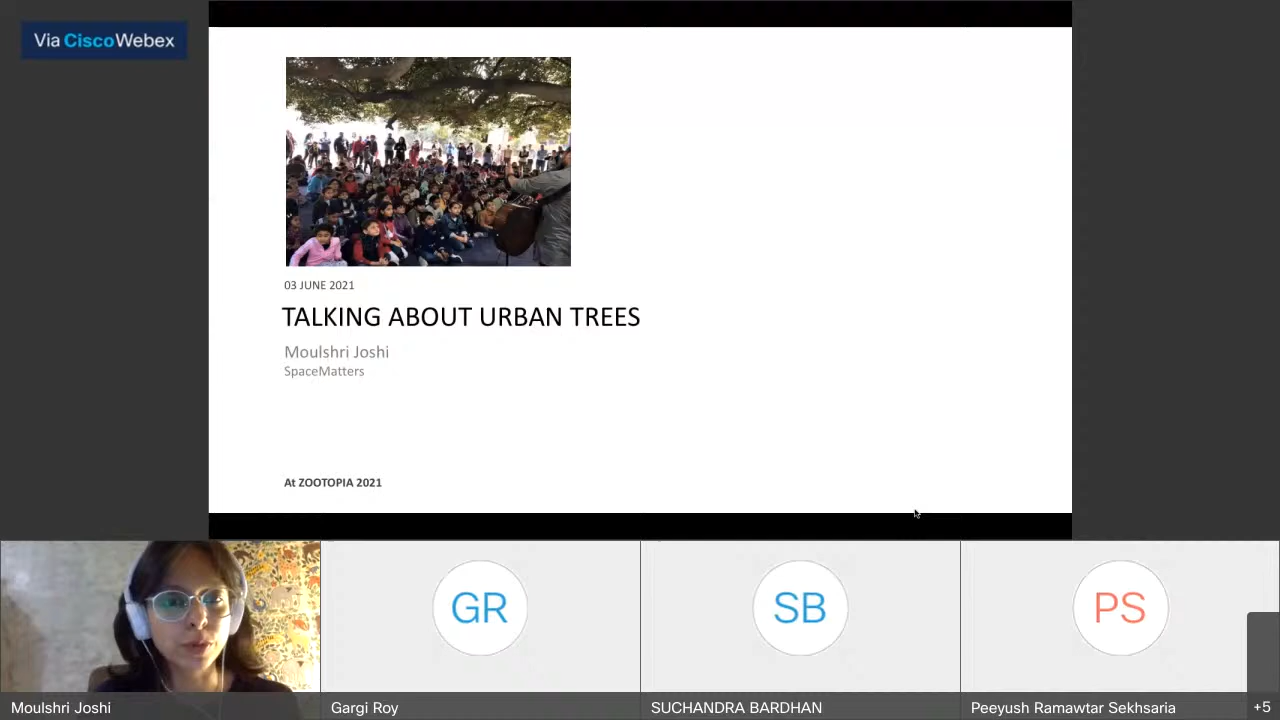 Via CiscoWebex
03 JUNE 2021
TALKING ABOUT URBAN TREES
Moulshri Joshi
SpaceMatters
At ZOOTOPIA 2021
GR
SB
PS
Moulshri Joshi
Gargi Roy
SUCHANDRA BARDHAN
Peeyush Ramawtar Sekhsaria
+5